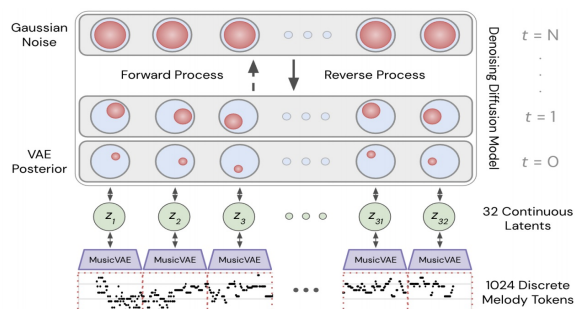 Gaussian
Noise
Forward Process
Reverse Process
Denoising Diffusion Model
t = N
t = 1
VAE
Posterior
t = 0
z1 z2 z3 z31 z32
32 Continuous
Latents
MusicVAE MusicVAE MusicVAE MusicVAE MusicVAE
1024 Discrete
Melody Tokens